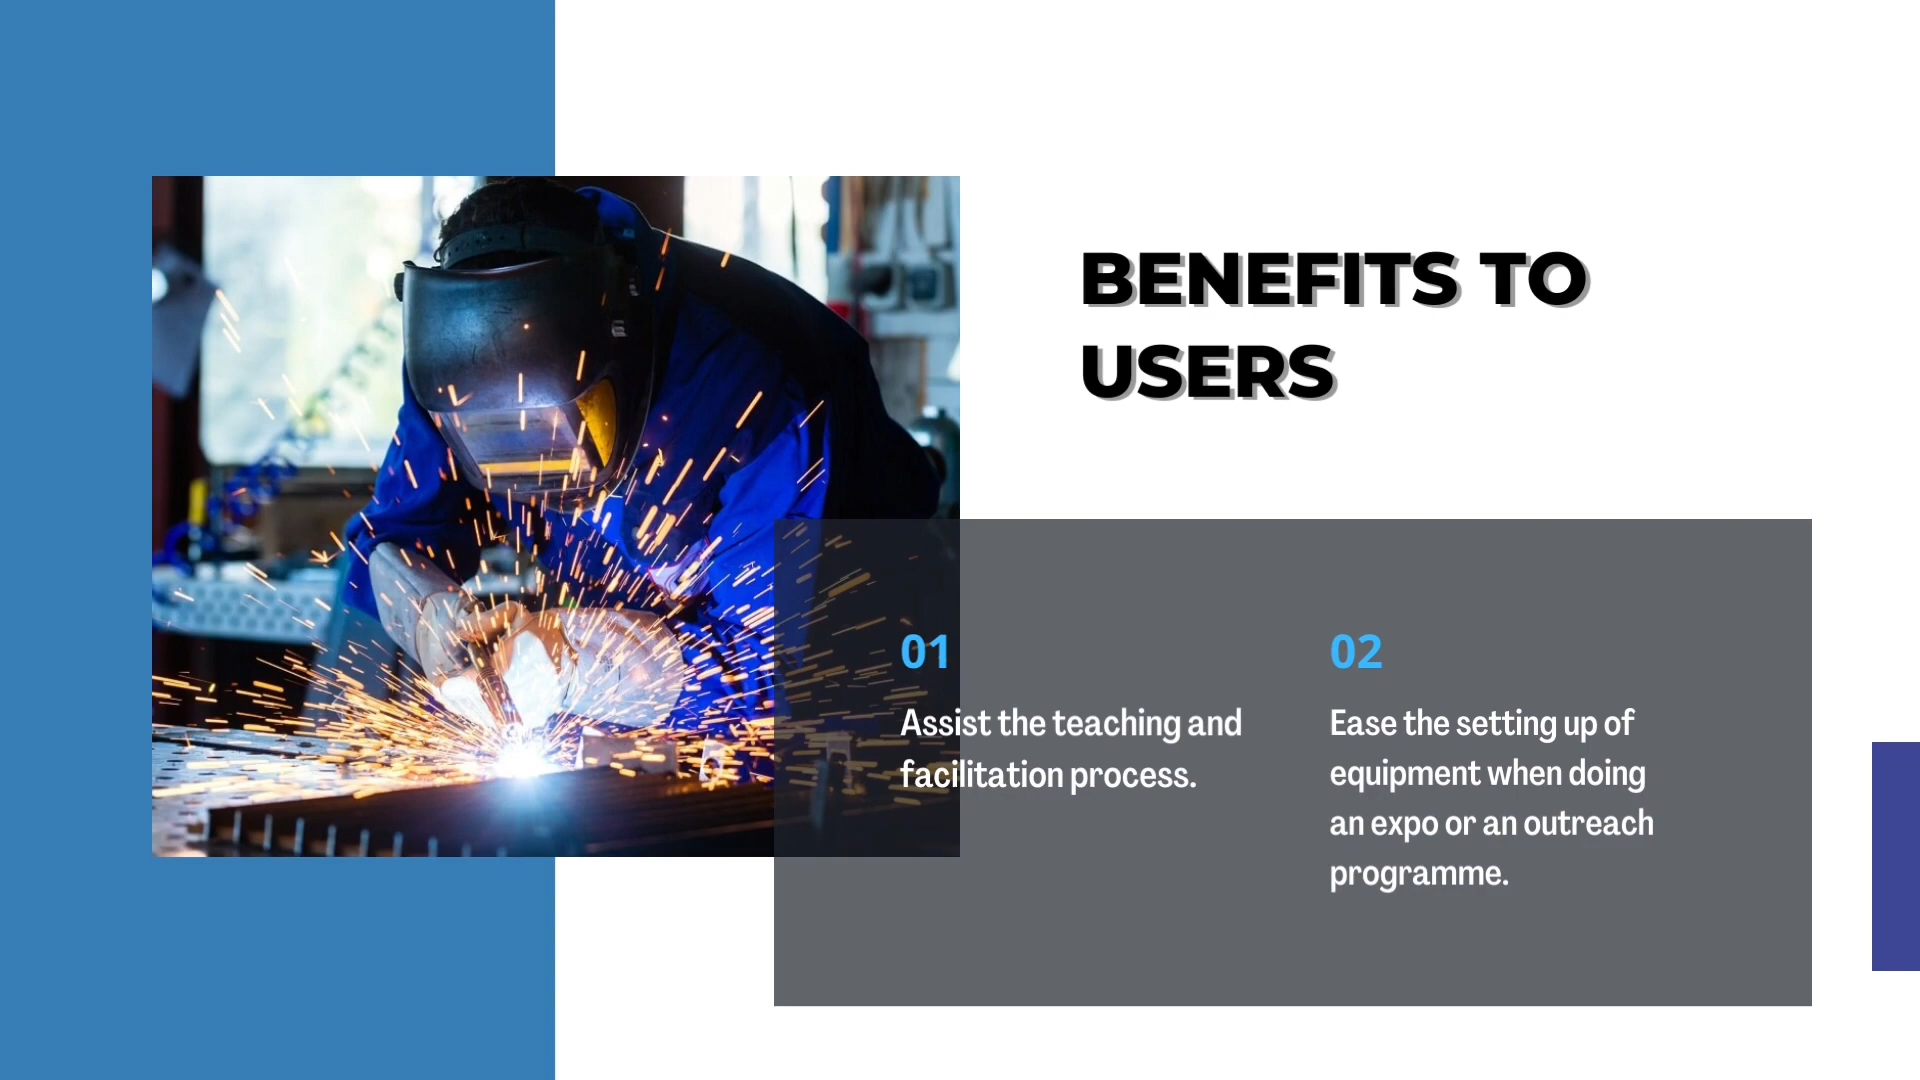 BENEFITS TO
USERS
01
Assist the teaching and
facilitation process.
02
Ease the setting up of
equipment when doing
an expo or an outreach
programme.